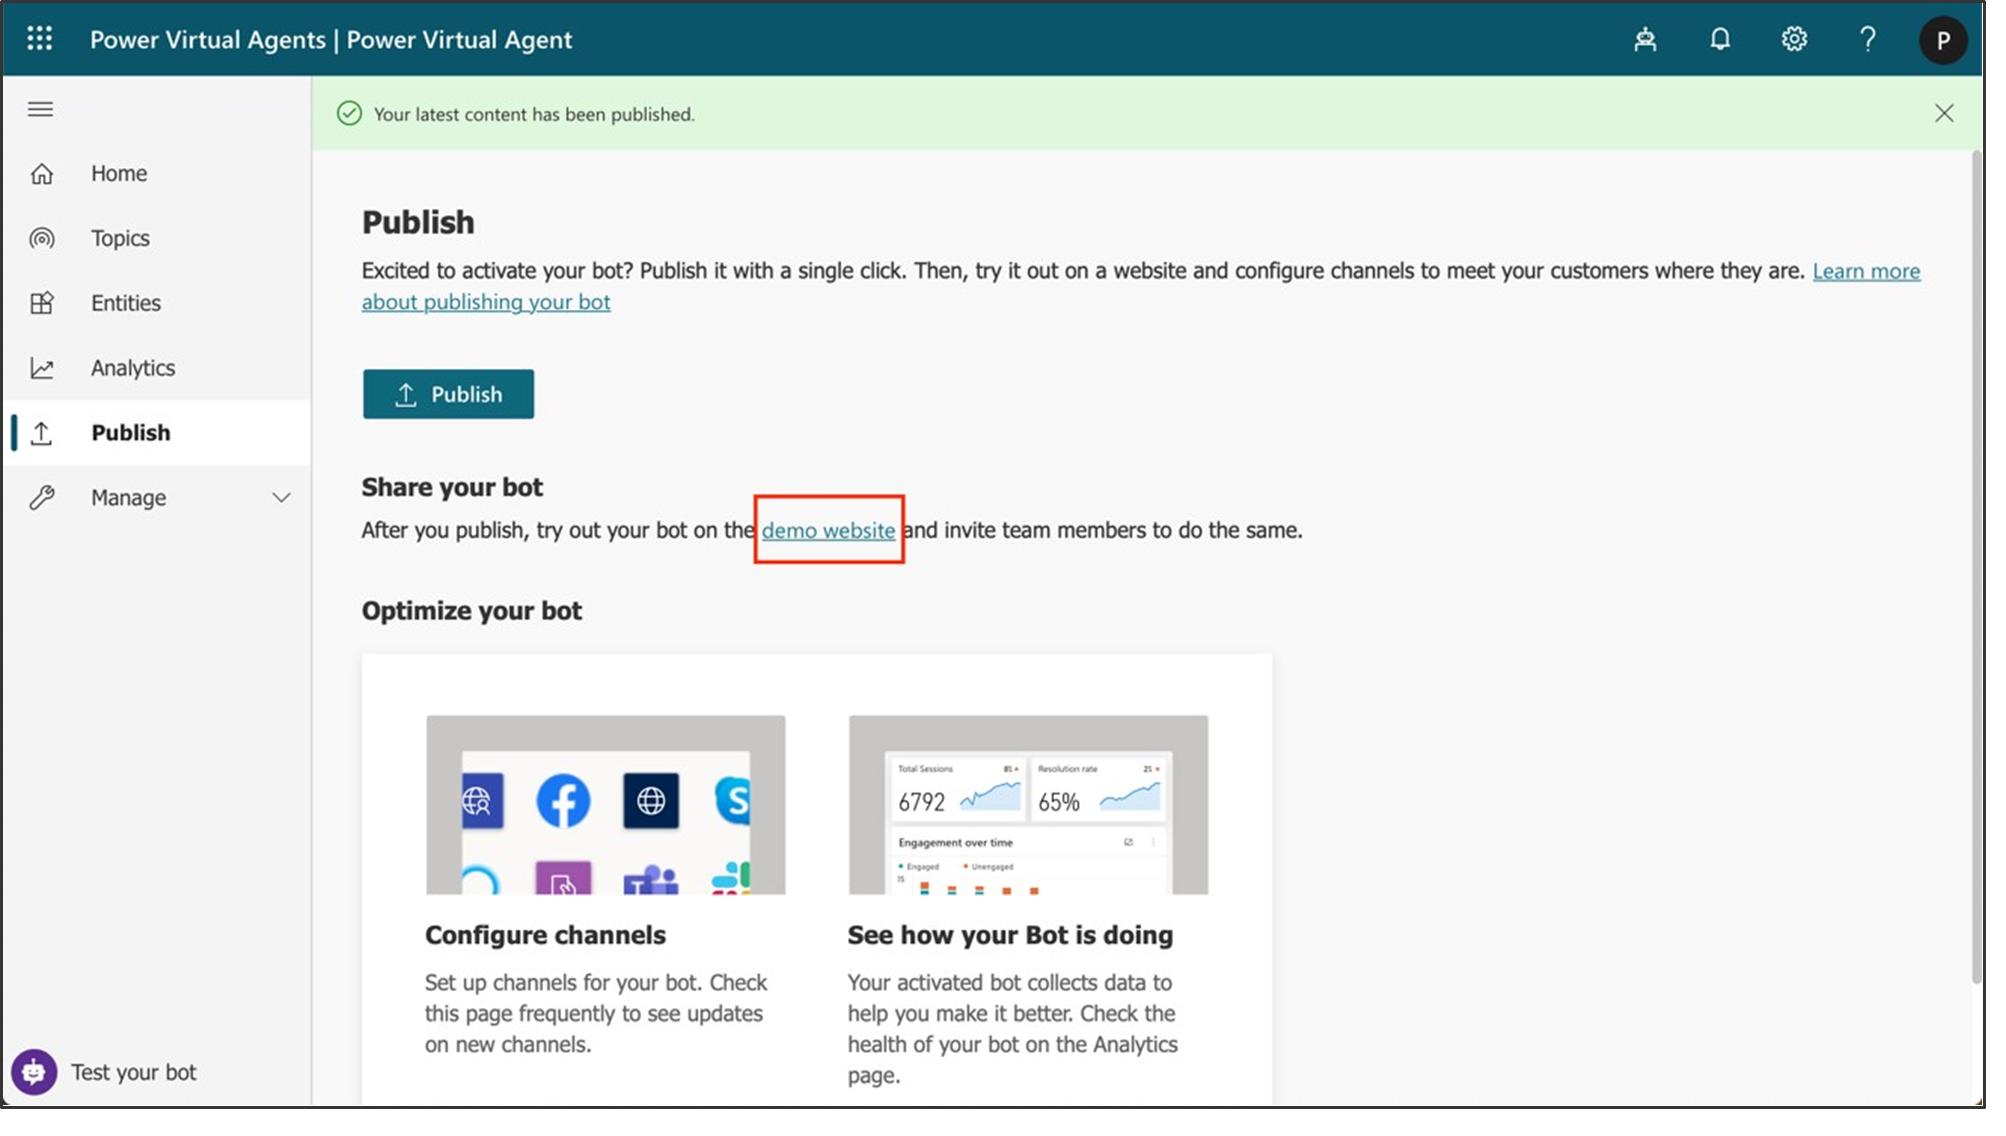 Power Virtual Agents | Power Virtual Agent
P
Your latest content has been published.
Home
Topics
Entities
Analytics
Publish
Manage
Test your bot
Publish
Excited to activate your bot? Publish it with a single click. Then, try it out on a website and configure channels to meet your customers where they are. Learn more
about publishing your bot
Publish
Share your bot
After you publish, try out your bot on the demo website and invite team members to do the same.
Optimize your bot
Configure channels
Set up channels for your bot. Check
this page frequently to see updates
on new channels.
Total Sessions
6792
Resolution rate
65%
Engagement over time
Engaged Unengaged
15
See how your Bot is doing
Your activated bot collects data to
help you make it better. Check the
health of your bot on the Analytics
page.